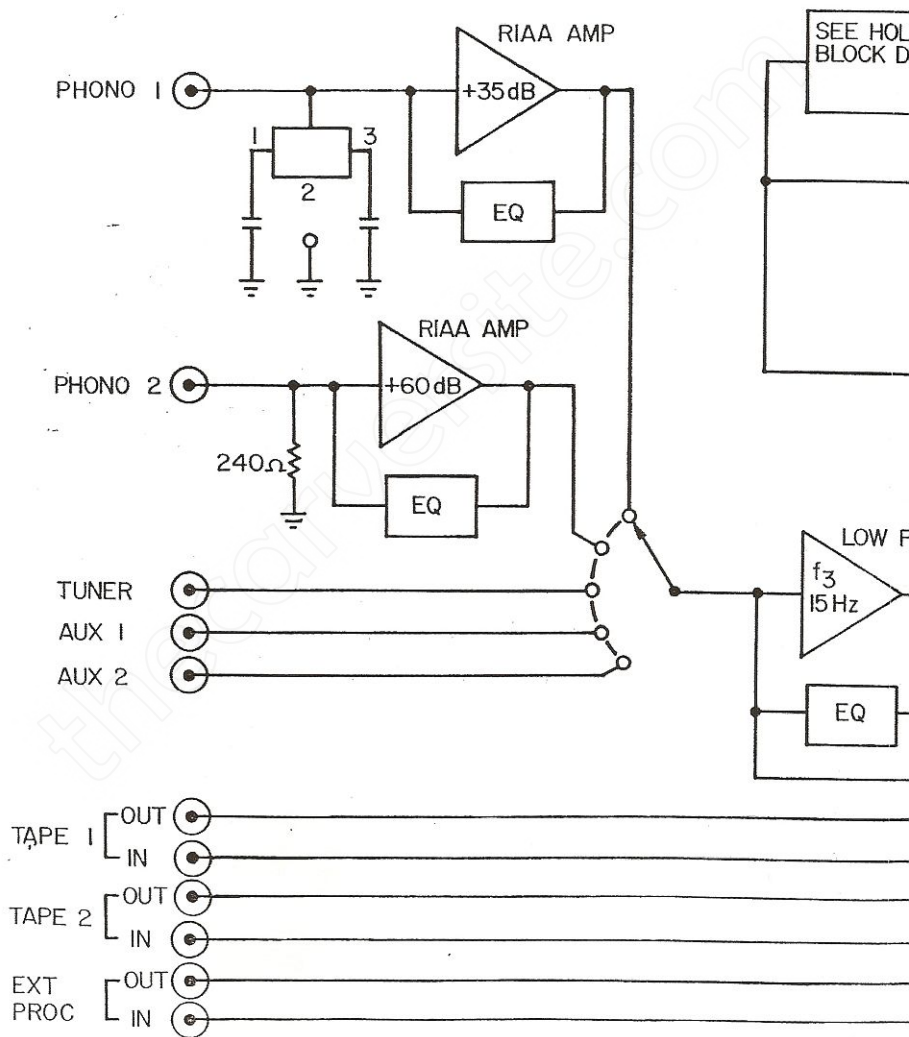 RIAA AMP
SEE HOL
BLOCK D
PHONO 1
+35dB
1
3
2
EQ
RIAA AMP
PHONO 2
+60dB
240Ω
EQ
LOW F
f3
15Hz
TUNER
AUX 1
AUX 2
EQ
TAPE 1
OUT
IN
TAPE 2
OUT
IN
EXT
PROC
OUT
IN
thecarversite.com